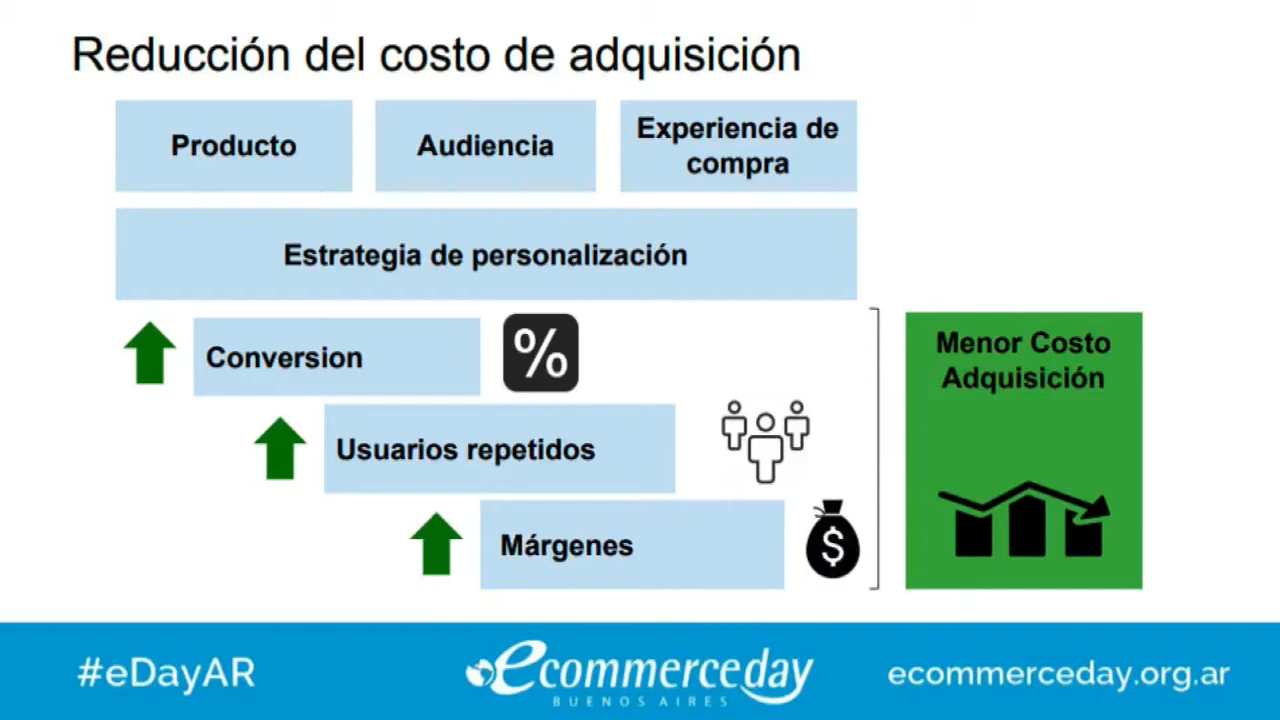 Reducción del costo de adquisición
Producto
Audiencia
Experiencia de
compra
Estrategia de personalización
Conversion
%
Usuarios repetidos
Márgenes
$
Menor Costo
Adquisición
#eDayAR
ecommerceday
BUENOS AIRES
ecommerceday.org.ar